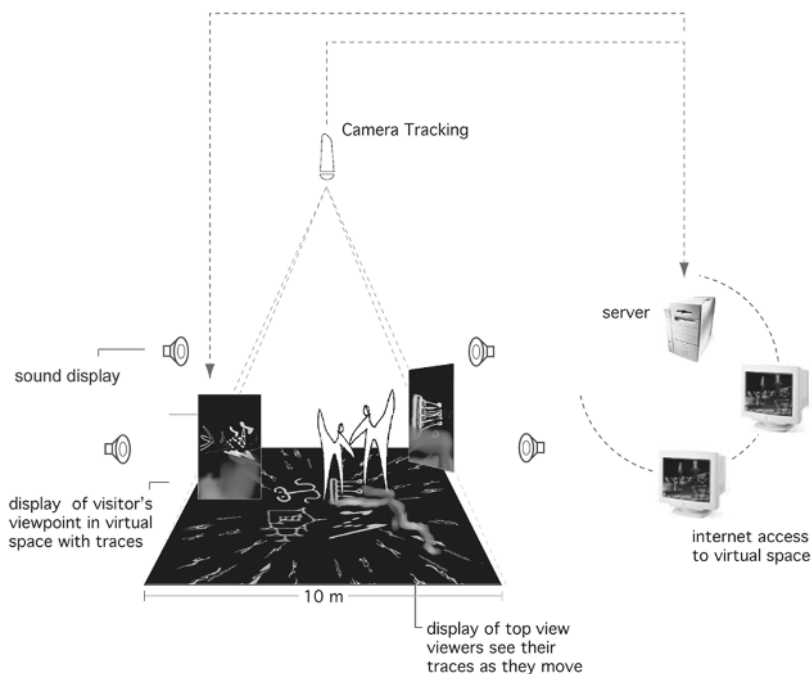 Camera Tracking
server
sound display
display of visitor's
viewpoint in virtual
space with traces
internet access
to virtual space
10 m
display of top view
viewers see their
traces as they move